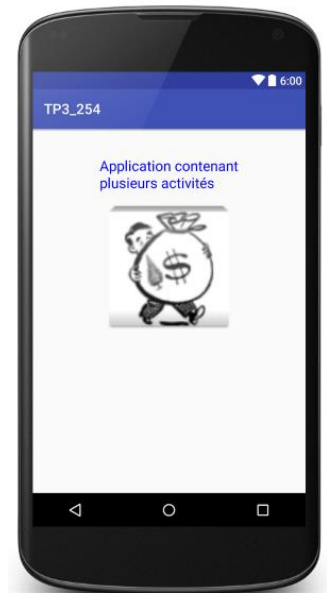 6:00
TP3_254
Application contenant
plusieurs activités
$